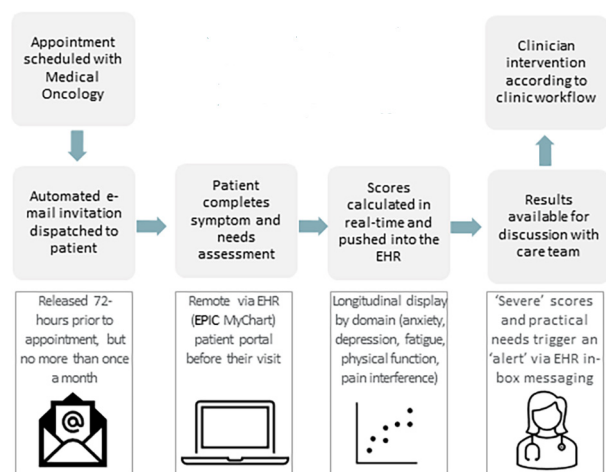 Appointment
scheduled with
Medical
Oncology
Clinician
intervention
according to
clinic workflow
Automated e-
mail invitation
dispatched to
patient
Patient
completes
symptom and
needs
assessment
Scores
calculated in
real-time and
pushed into the
EHR
Results
available for
discussion with
care team
Released 72-
hours prior to
appointment, but
no more than once
a month
@
Remote via EHR
(EPIC MyChart)
patient portal
before their visit
Longitudinal display
by domain (anxiety,
depression, fatigue,
physical function,
pain interference)
‘Severe’ scores
and practical
needs trigger an
‘alert’ via EHR in-
box messaging